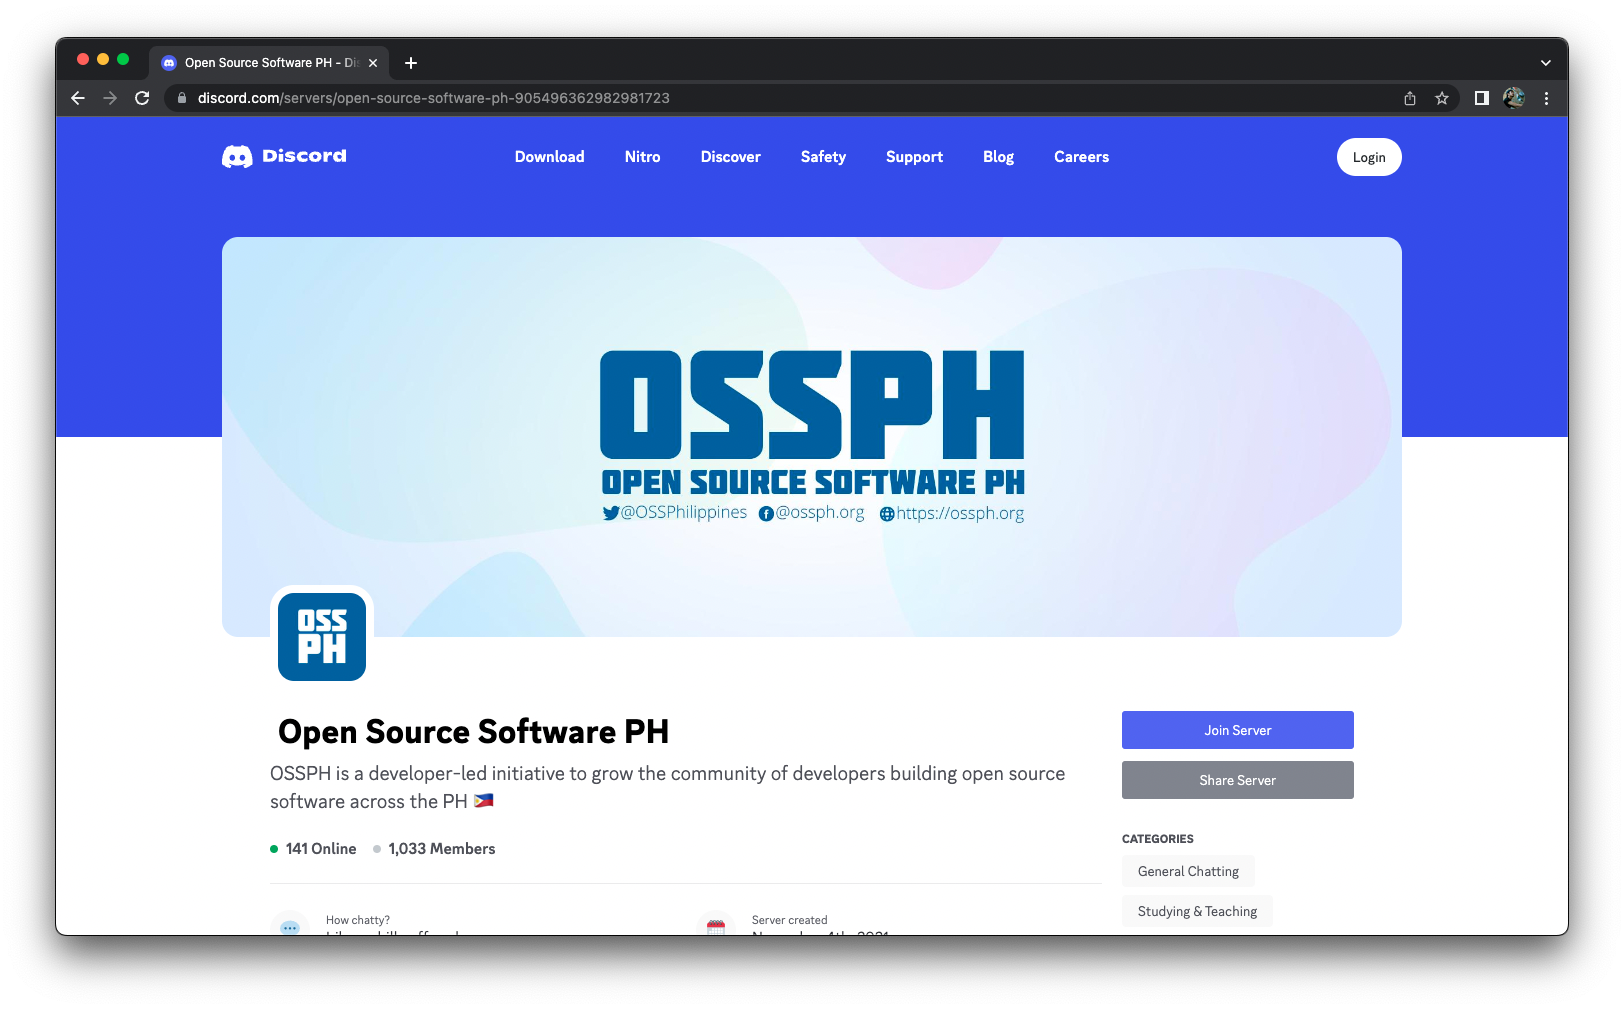 Open Source Software PH - Di
discord.com/servers/open-source-software-ph-905496362982981723
Discord
Download Nitro Discover Safety Support Blog Careers
Login
OSSPH
OPEN SOURCE SOFTWARE PH
@OSSPhilippines @ossph.org https://ossph.org
OSS
PH
Open Source Software PH
OSSPH is a developer-led initiative to grow the community of developers building open source
software across the PH 🇵🇭
141 Online 1,033 Members
Join Server
Share Server
CATEGORIES
General Chatting
Studying & Teaching
How chatty?
Server created